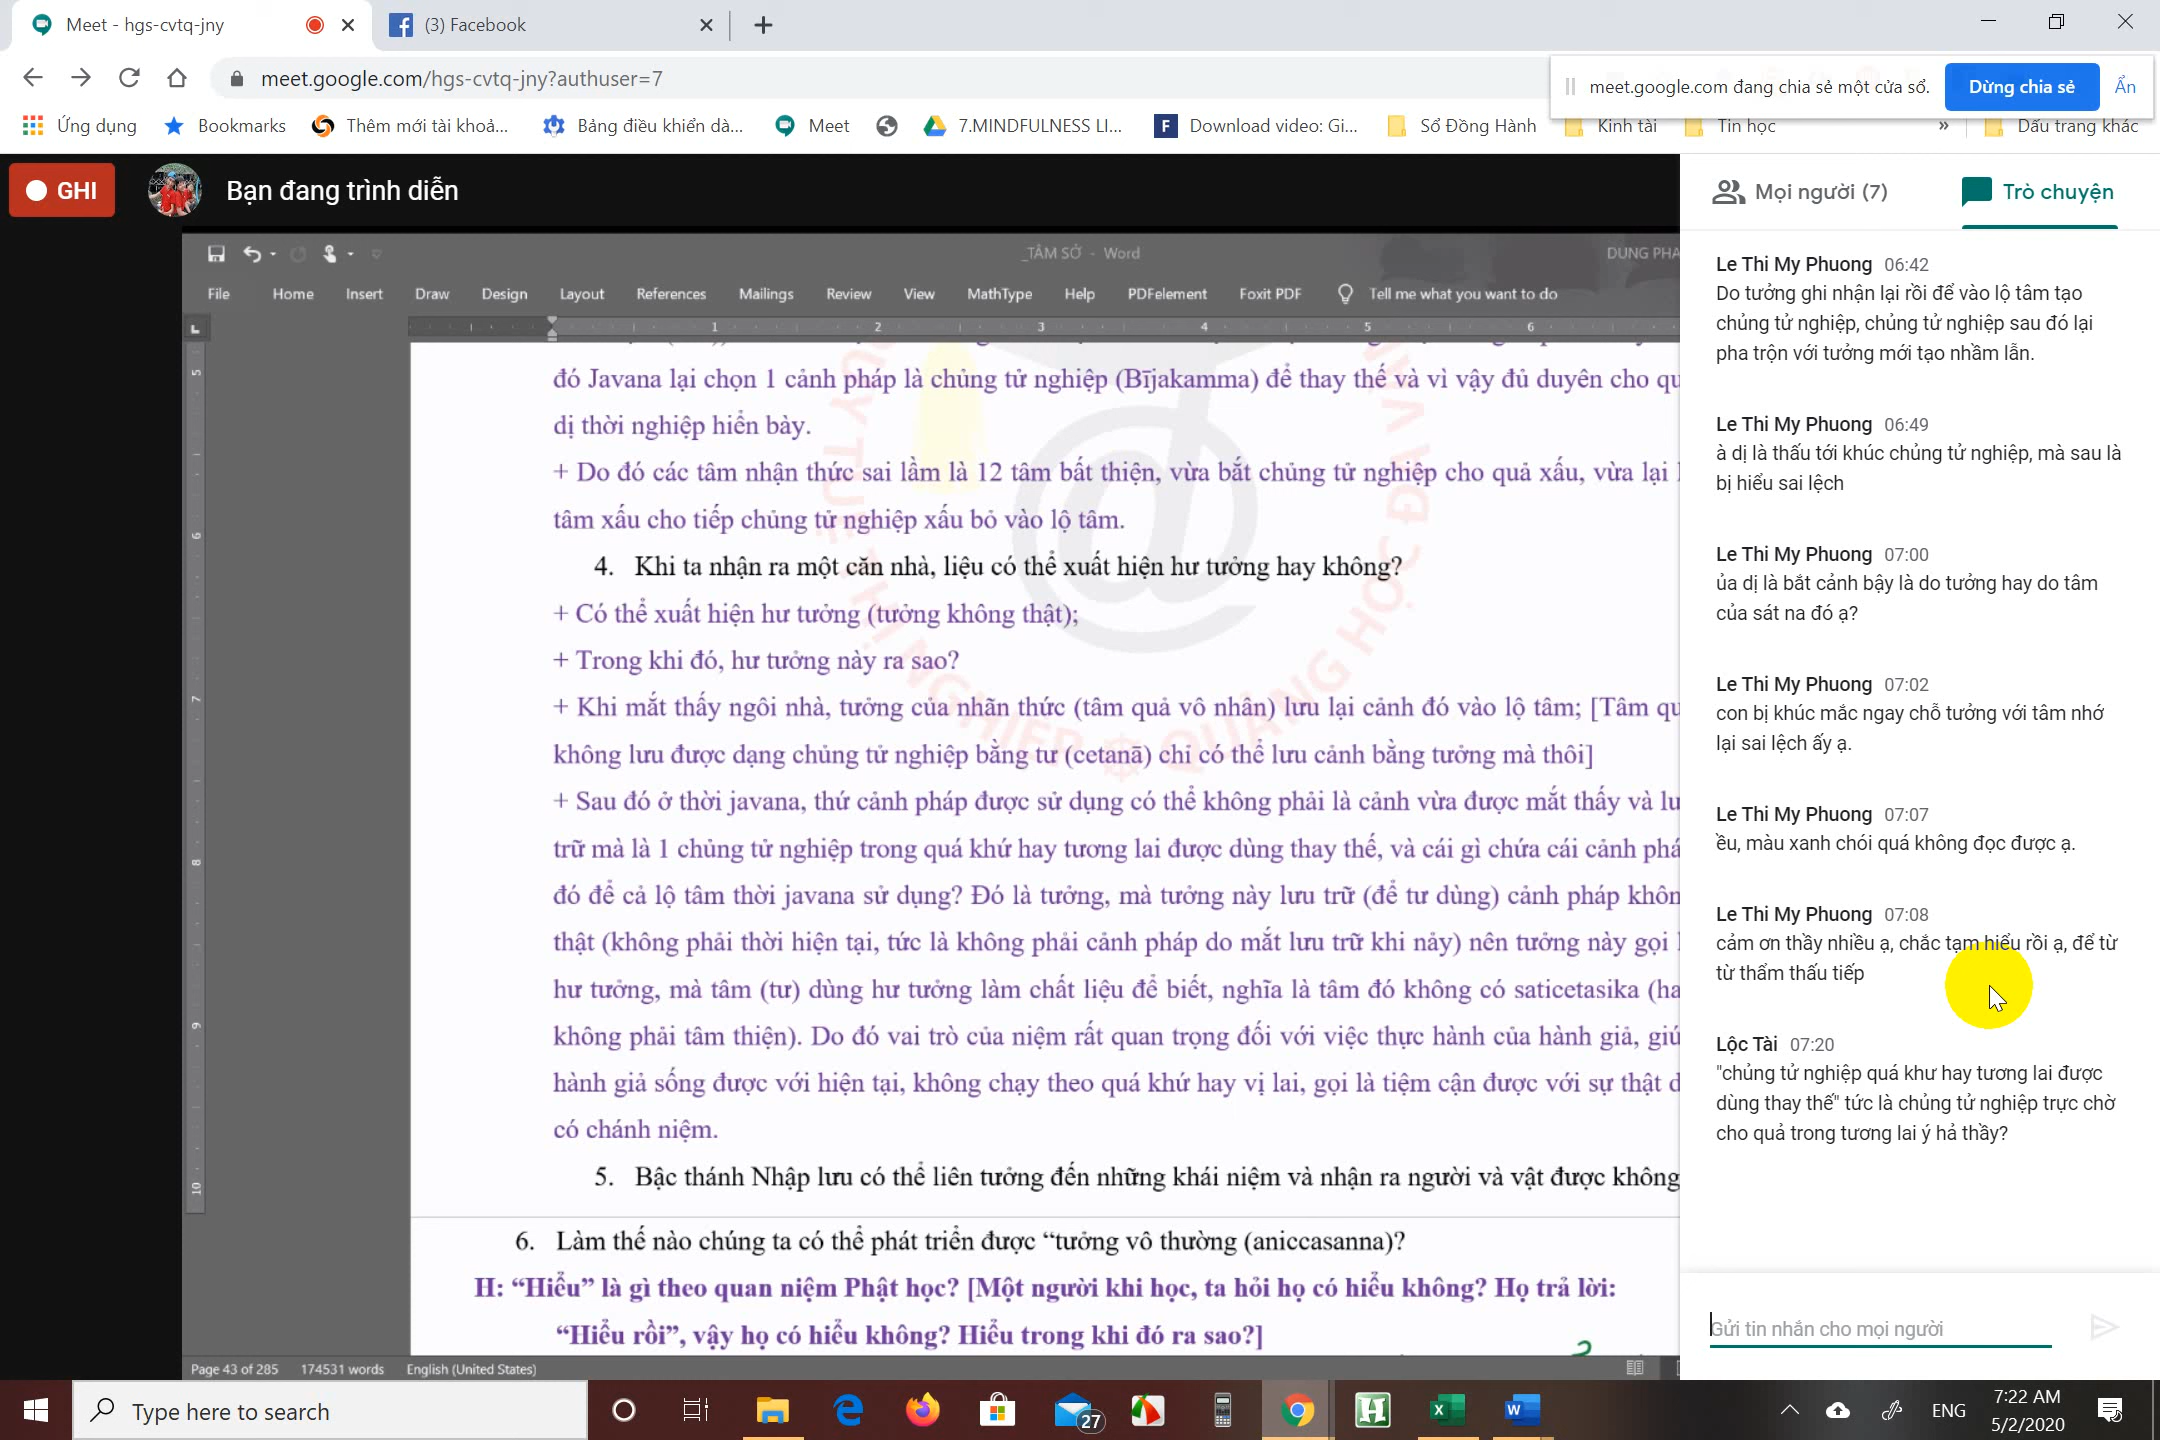 Meet - hgs-cvtq-jny
(3) Facebook
meet.google.com/hgs-cvtq-jny?authuser=7
meet.google.com đang chia sẻ một cửa sổ.
Dừng chia sẻ
Ẩn
Ứng dụng
Bookmarks
Thêm mới tài khoả...
Bảng điều khiển dà...
Meet
7.MINDFULNESS LI...
Download video: Gi...
Sổ Đồng Hành
Kinh tài
Tin học
»
Dấu trang khác
GHI
Bạn đang trình diễn
_TÂM SỞ - Word
DUNG PHA
File Home Insert Draw Design Layout References Mailings Review View MathType Help PDFelement Foxit PDF Tell me what you want to do
1 2 3 4 5 6
đó Javana lại chọn 1 cảnh pháp là chủng tử nghiệp (Bījakamma) để thay thế và vì vậy đủ duyên cho qu
dị thời nghiệp hiển bày.
+ Do đó các tâm nhận thức sai lầm là 12 tâm bất thiện, vừa bắt chủng tử nghiệp cho quả xấu, vừa lại
tâm xấu cho tiếp chủng tử nghiệp xấu bỏ vào lộ tâm.
4. Khi ta nhận ra một căn nhà, liệu có thể xuất hiện hư tưởng hay không?
+ Có thể xuất hiện hư tưởng (tưởng không thật);
+ Trong khi đó, hư tưởng này ra sao?
+ Khi mắt thấy ngôi nhà, tưởng của nhãn thức (tâm quả vô nhân) lưu lại cảnh đó vào lộ tâm; [Tâm qu
không lưu được dạng chủng tử nghiệp bằng tư (cetanā) chỉ có thể lưu cảnh bằng tưởng mà thôi]
+ Sau đó ở thời javana, thứ cảnh pháp được sử dụng có thể không phải là cảnh vừa được mắt thấy và lư
trữ mà là 1 chủng tử nghiệp trong quá khứ hay tương lai được dùng thay thế, và cái gì chứa cái cảnh phá
đó để cả lộ tâm thời javana sử dụng? Đó là tưởng, mà tưởng này lưu trữ (để tư dùng) cảnh pháp khôn
thật (không phải thời hiện tại, tức là không phải cảnh pháp do mắt lưu trữ khi nảy) nên tưởng này gọi l
hư tưởng, mà tâm (tư) dùng hư tưởng làm chất liệu để biết, nghĩa là tâm đó không có saticetasika (ha
không phải tâm thiện). Do đó vai trò của niệm rất quan trọng đối với việc thực hành của hành giả, giú
hành giả sống được với hiện tại, không chạy theo quá khứ hay vị lai, gọi là tiệm cận được với sự thật d
có chánh niệm.
5. Bậc thánh Nhập lưu có thể liên tưởng đến những khái niệm và nhận ra người và vật được không
6. Làm thế nào chúng ta có thể phát triển được “tưởng vô thường (aniccasanna)?
H: “Hiểu” là gì theo quan niệm Phật học? [Một người khi học, ta hỏi họ có hiểu không? Họ trả lời:
“Hiểu rồi”, vậy họ có hiểu không? Hiểu trong khi đó ra sao?]
Page 43 of 285 174531 words English (United States)
Mọi người (7)
Trò chuyện
Le Thi My Phuong 06:42
Do tưởng ghi nhận lại rồi để vào lộ tâm tạo
chủng tử nghiệp, chủng tử nghiệp sau đó lại
pha trộn với tưởng mới tạo nhầm lẫn.
Le Thi My Phuong 06:49
à dị là thấu tới khúc chủng tử nghiệp, mà sau là
bị hiểu sai lệch
Le Thi My Phuong 07:00
ủa dị là bắt cảnh bậy là do tưởng hay do tâm
của sát na đó ạ?
Le Thi My Phuong 07:02
con bị khúc mắc ngay chỗ tưởng với tâm nhớ
lại sai lệch ấy ạ.
Le Thi My Phuong 07:07
ều, màu xanh chói quá không đọc được ạ.
Le Thi My Phuong 07:08
cảm ơn thầy nhiều ạ, chắc tạm hiểu rồi ạ, để từ
từ thẩm thấu tiếp
Lộc Tài 07:20
"chủng tử nghiệp quá khư hay tương lai được
dùng thay thế" tức là chủng tử nghiệp trực chờ
cho quả trong tương lai ý hả thầy?
Gửi tin nhắn cho mọi người
Type here to search
27
ENG
7:22 AM
5/2/2020